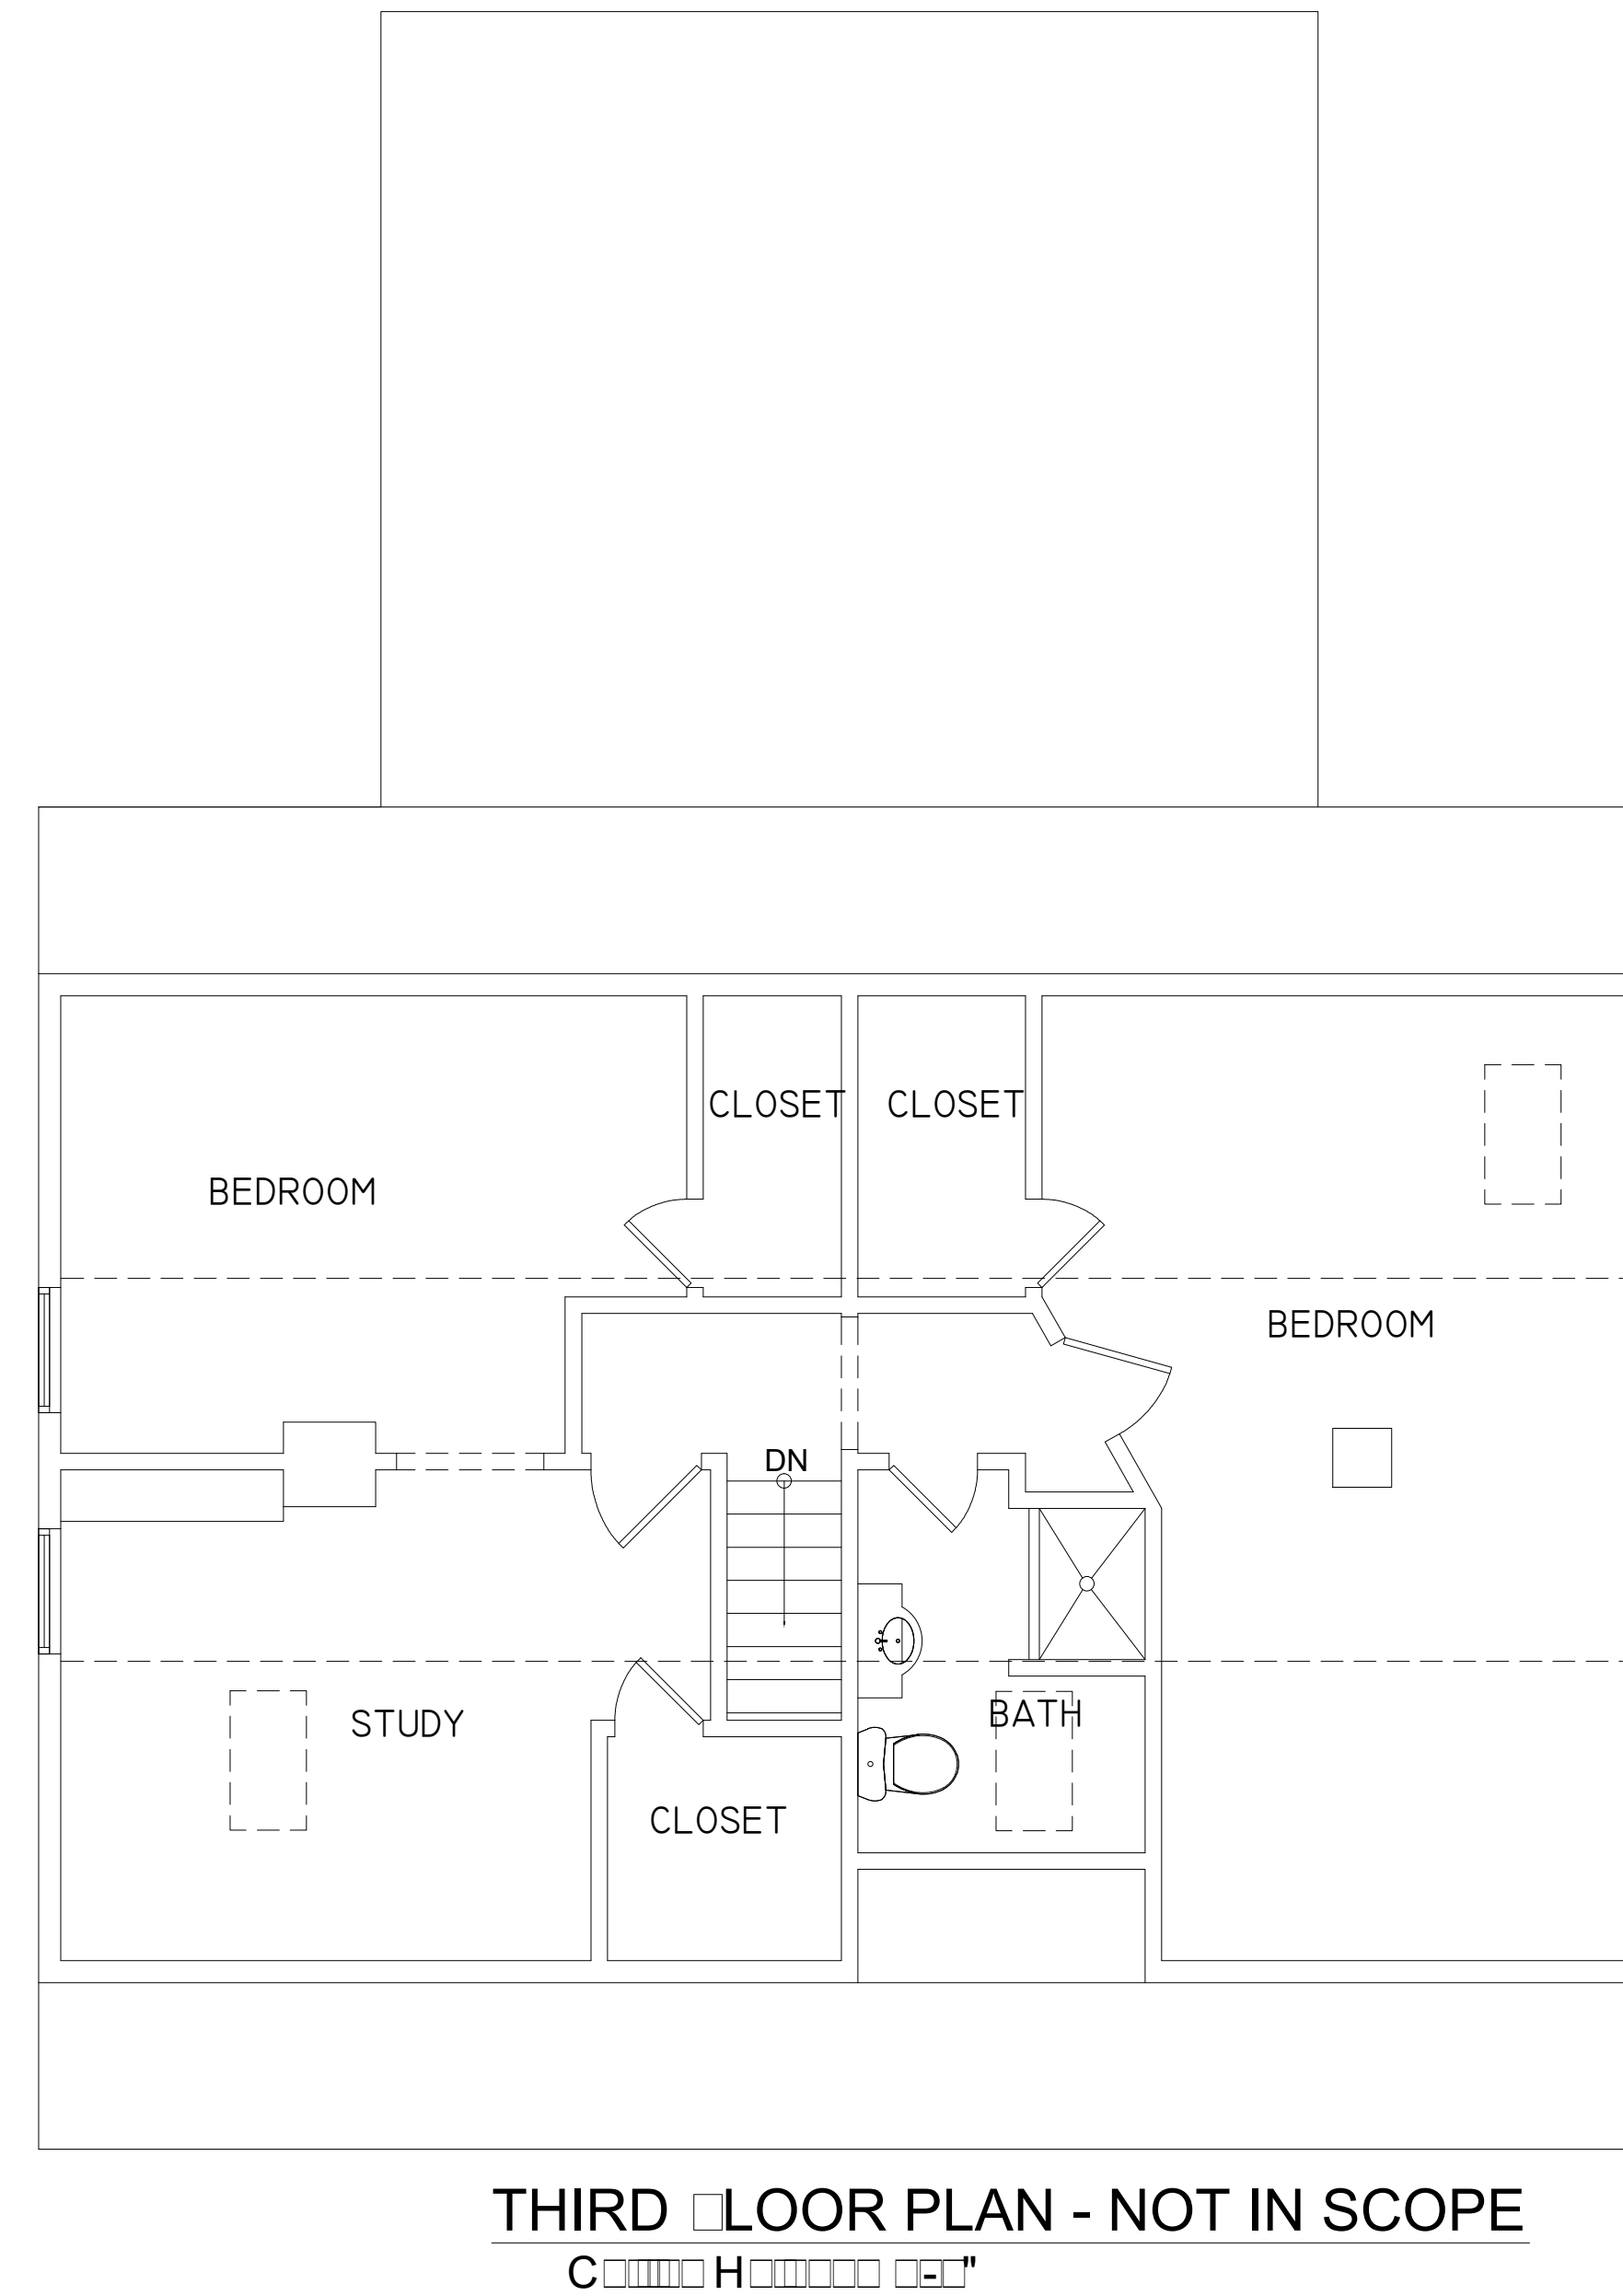 CLOSET CLOSET
BEDROOM
BEDROOM
DN
STUDY
BATH
CLOSET
THIRD LOOR PLAN - NOT IN SCOPE